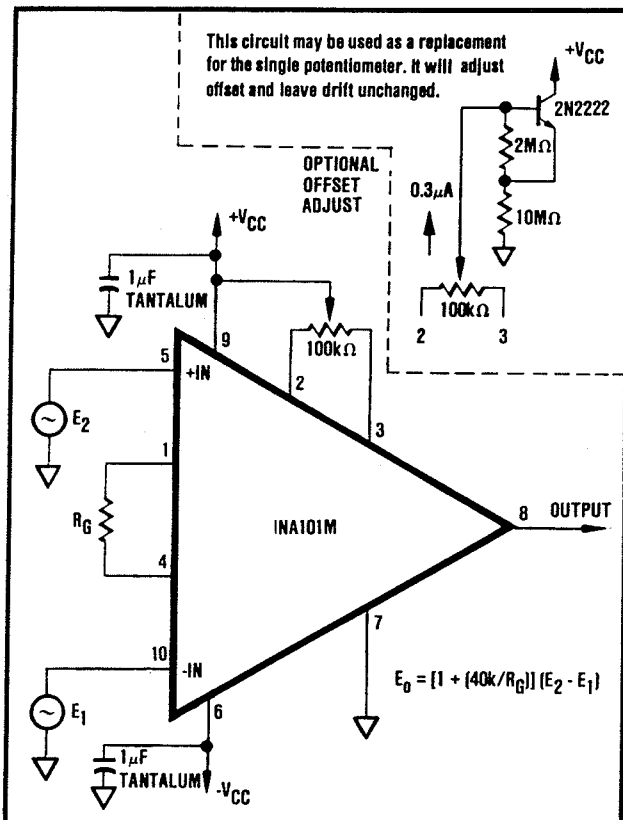 This circuit may be used as a replacement
for the single potentiometer. It will adjust
offset and leave drift unchanged.
+VCC
2N2222
2MΩ
10MΩ
0.3μA
100kΩ
2
3
OPTIONAL
OFFSET
ADJUST
+VCC
1μF
TANTALUM
9
100kΩ
2
3
5
+IN
E2
1
RG
4
INA101M
8
OUTPUT
7
10
-IN
E1
6
1μF
TANTALUM
-VCC
Eo = [1 + (40k/RG)] (E2 - E1)